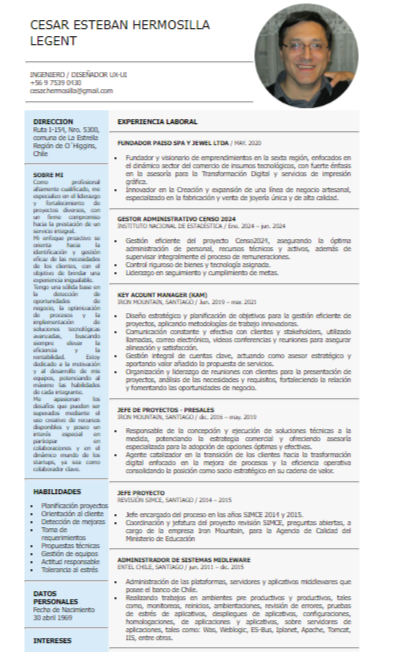 CESAR ESTEBAN HERMOSILLA
LEGENT
INGENIERO / DISEÑADOR UX-UI
+56 9 7539 0130
cesar.hermosilla@gmail.com
DIRECCION
Ruta I-154, Nro. 5300,
comuna de La Estrella
Región de O´Higgins,
Chile
SOBRE MI
Como profesional
altamente cualificado, me
especializo en el liderazgo
y fortalecimiento de
proyectos diversos, con
un firme compromiso
hacia la prestación de un
servicio integral.
Mi enfoque proactivo se
orienta hacia la
identificación y gestión
eficaz de las necesidades
de los clientes, con el
objetivo de brindar una
experiencia inigualable.
Tengo una sólida base en
la detección de
oportunidades de
negocio, la optimización
de procesos y la
implementación de
soluciones tecnológicas
avanzadas, buscando
siempre elevar la
eficiencia y la
rentabilidad. Estoy
dedicado a la motivación
y al desarrollo de mis
equipos, potenciando al
máximo las habilidades
de cada integrante.
Me apasionan los
desafíos que pueden ser
superados mediante el
uso creativo de recursos
disponibles y poseo un
interés especial en
participar en
colaboraciones y en el
dinámico mundo de los
startups, ya sea como
colaborador clave.
HABILIDADES
• Planificación proyectos
• Orientación al cliente
• Detección de mejoras
• Toma de
requerimientos
• Propuestas técnicas
• Gestión de equipos
• Actitud responsable
• Tolerancia al estrés
DATOS
PERSONALES
Fecha de Nacimiento
30 abril 1969
INTERESES
EXPERIENCIA LABORAL
FUNDADOR PAISO SPA Y JEWEL LTDA / MAY. 2020
• Fundador y visionario de emprendimientos en la sexta región, enfocados en
el dinámico sector del comercio de insumos tecnológicos, con fuerte énfasis
en la asesoría para la Transformación Digital y servicios de impresión
gráfica.
• Innovador en la Creación y expansión de una línea de negocio artesanal,
especializado en la fabricación y venta de joyería única y de alta calidad.
GESTOR ADMINISTRATIVO CENSO 2024
INSTITUTO NACIONAL DE ESTADÍSTICA / Ene. 2024 – jun. 2024
• Gestión eficiente del proyecto Censo2024, asegurando la óptima
administración de personal, recursos técnicos y activos, además de
supervisar integralmente el proceso de remuneraciones.
• Control riguroso de bienes y tecnología asignada.
• Liderazgo en seguimiento y cumplimiento de metas.
KEY ACOUNT MANAGER (KAM)
IRON MOUNTAIN, SANTIAGO / Jun. 2019 – mar. 2021
• Diseño estratégico y planificación de objetivos para la gestión eficiente de
proyectos, aplicando metodologías de trabajo innovadoras.
• Comunicación constante y efectiva con clientes y stakeholders, utilizado
llamadas, correo electrónico, videos conferencias y reuniones para asegurar
alineación y satisfacción.
• Gestión integral de cuentas clave, actuando como asesor estratégico y
aportando valor añadido la propuesta de servicios.
• Organización y liderazgo de reuniones con clientes para la presentación de
proyectos, análisis de las necesidades y requisitos, fortaleciendo la relación
y fomentando las oportunidades de negocio.
JEFE DE PROYECTOS - PRESALES
IRON MOUNTAIN, SANTIAGO / dic. 2016 – may. 2019
• Responsable de la concepción y ejecución de soluciones técnicas a la
medida, potenciando la estrategia comercial y ofreciendo asesoría
especializada para la adopción de opciones óptimas y efectivas.
• Agente catalizador en la transición de los clientes hacia la trasformación
digital enfocado en la mejora de procesos y la eficiencia operativa
consolidando la posición como socio estratégico en su cadena de valor.
JEFE PROYECTO
REVISIÓN SIMCE, SANTIAGO / 2014 – 2015
• Jefe encargado del proceso en los años SIMCE 2014 y 2015.
• Coordinación y jefatura del proyecto revisión SIMCE, preguntas abiertas, a
cargo de la empresa Iron Mountain, para la Agencia de Calidad del
Ministerio de Educación
ADMINISTRADOR DE SISTEMAS MIDLEWARE
ENTEL CHILE, SANTIAGO / jun. 2011 – dic. 2015
• Administración de las plataformas, servidores y aplicativos middlewares que
posee el banco de Chile.
• Realizando trabajos en ambientes pre productivos y productivos, tales
como, monitoreos, reinicios, ambientaciones, revisión de errores, pruebas
de estrés de aplicativos, despliegues de aplicativos, configuraciones,
homologaciones, de aplicaciones y aplicativos, sobre servidores de
aplicaciones, tales como: Was, Weblogic, ES-Bus, Iplanet, Apache, Tomcat,
IIS, entre otros.